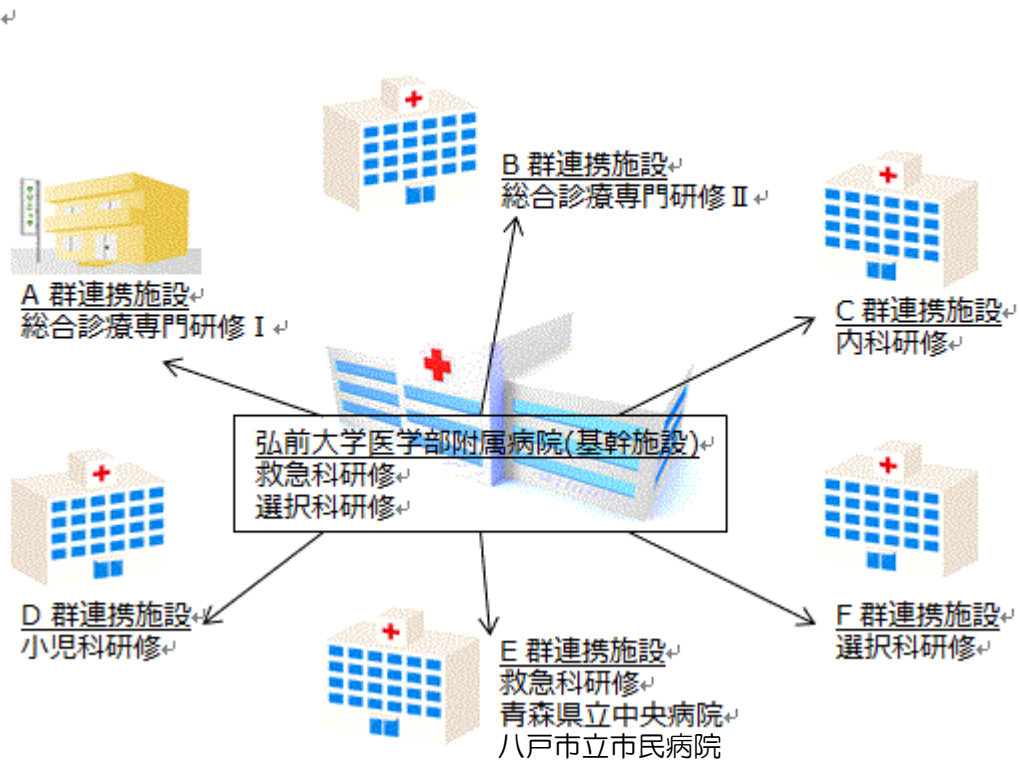 B 群連携施設
総合診療専門研修Ⅱ
A 群連携施設
総合診療専門研修Ⅰ
C 群連携施設
内科研修
弘前大学医学部附属病院(基幹施設)
救急科研修
選択科研修
D 群連携施設
小児科研修
E 群連携施設
救急科研修
青森県立中央病院
八戸市立市民病院
F 群連携施設
選択科研修